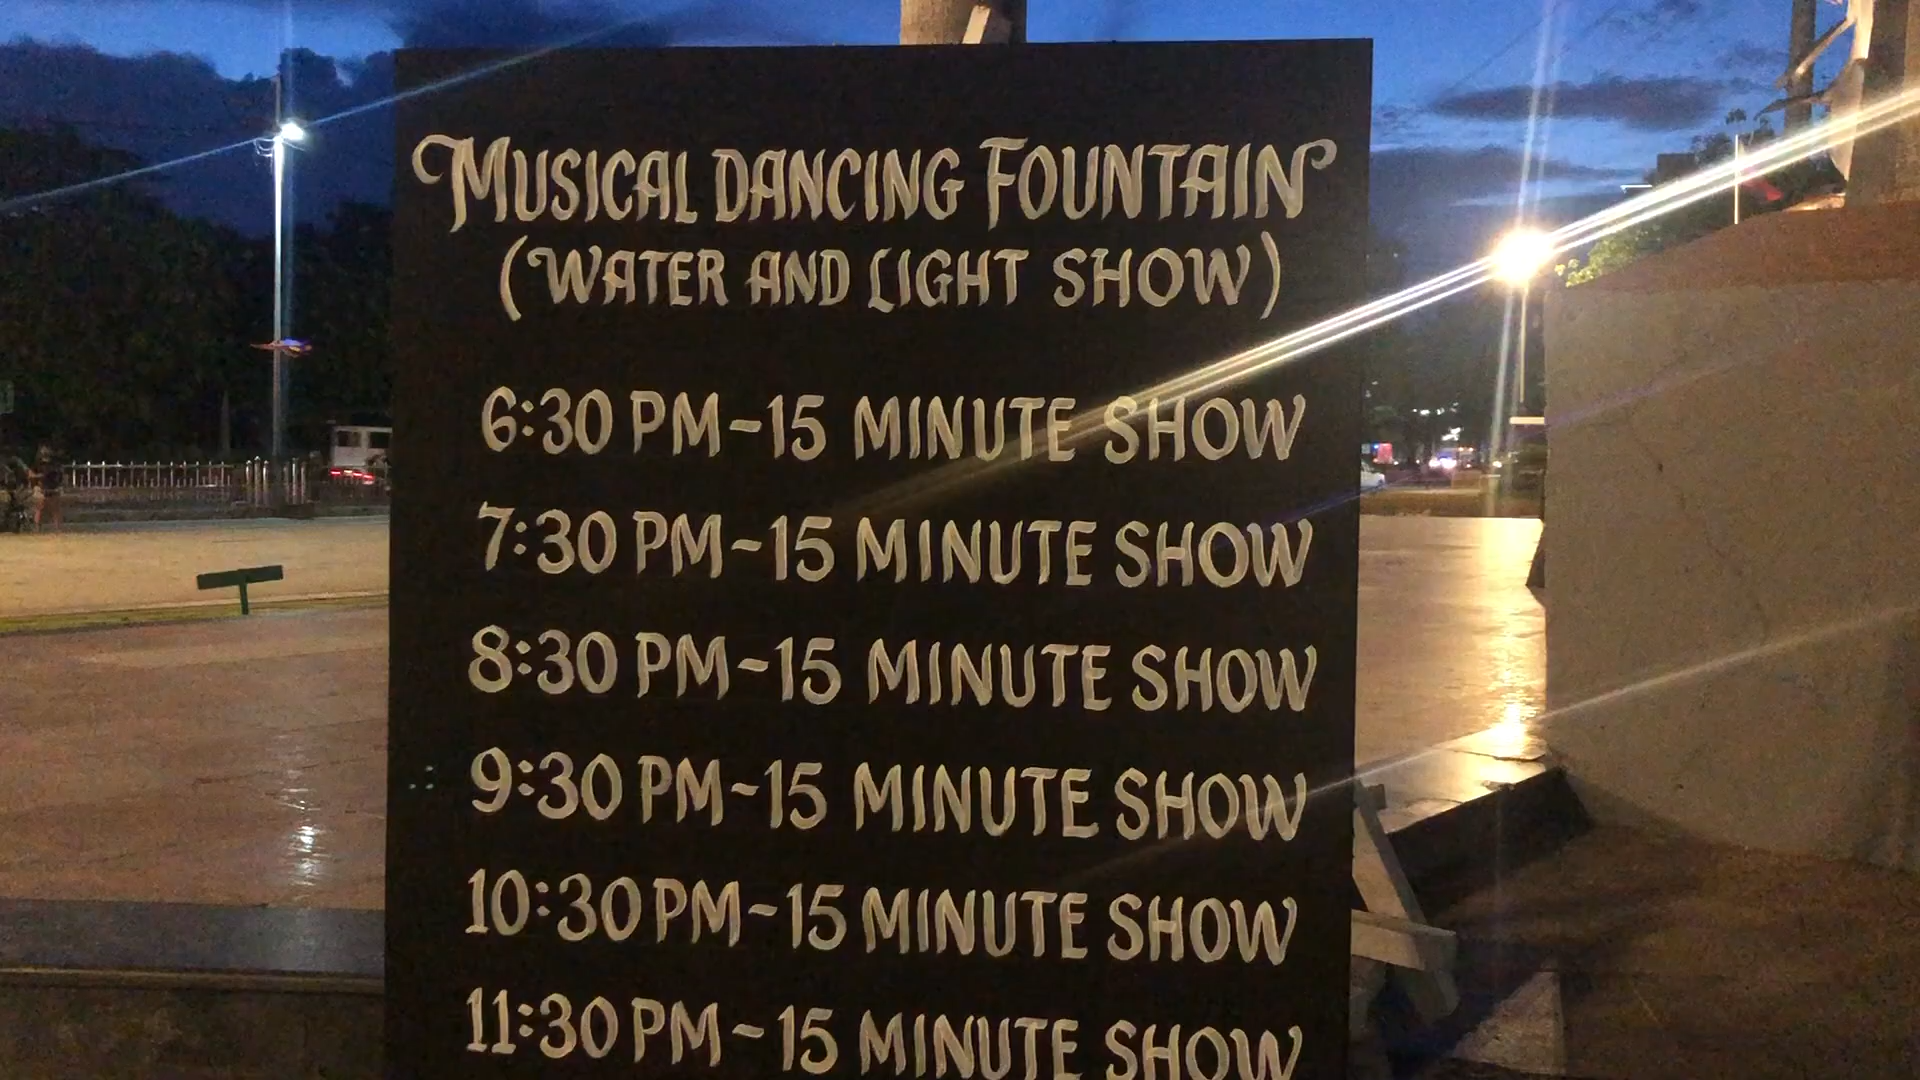 MUSICAL DANCING FOUNTAIN
(WATER AND LIGHT SHOW)
6:30 PM-15 MINUTE SHOW
7:30 PM-15 MINUTE SHOW
8:30 PM-15 MINUTE SHOW
9:30 PM-15 MINUTE SHOW
10:30 PM-15 MINUTE SHOW
11:30 PM-15 MINUTE SHOW